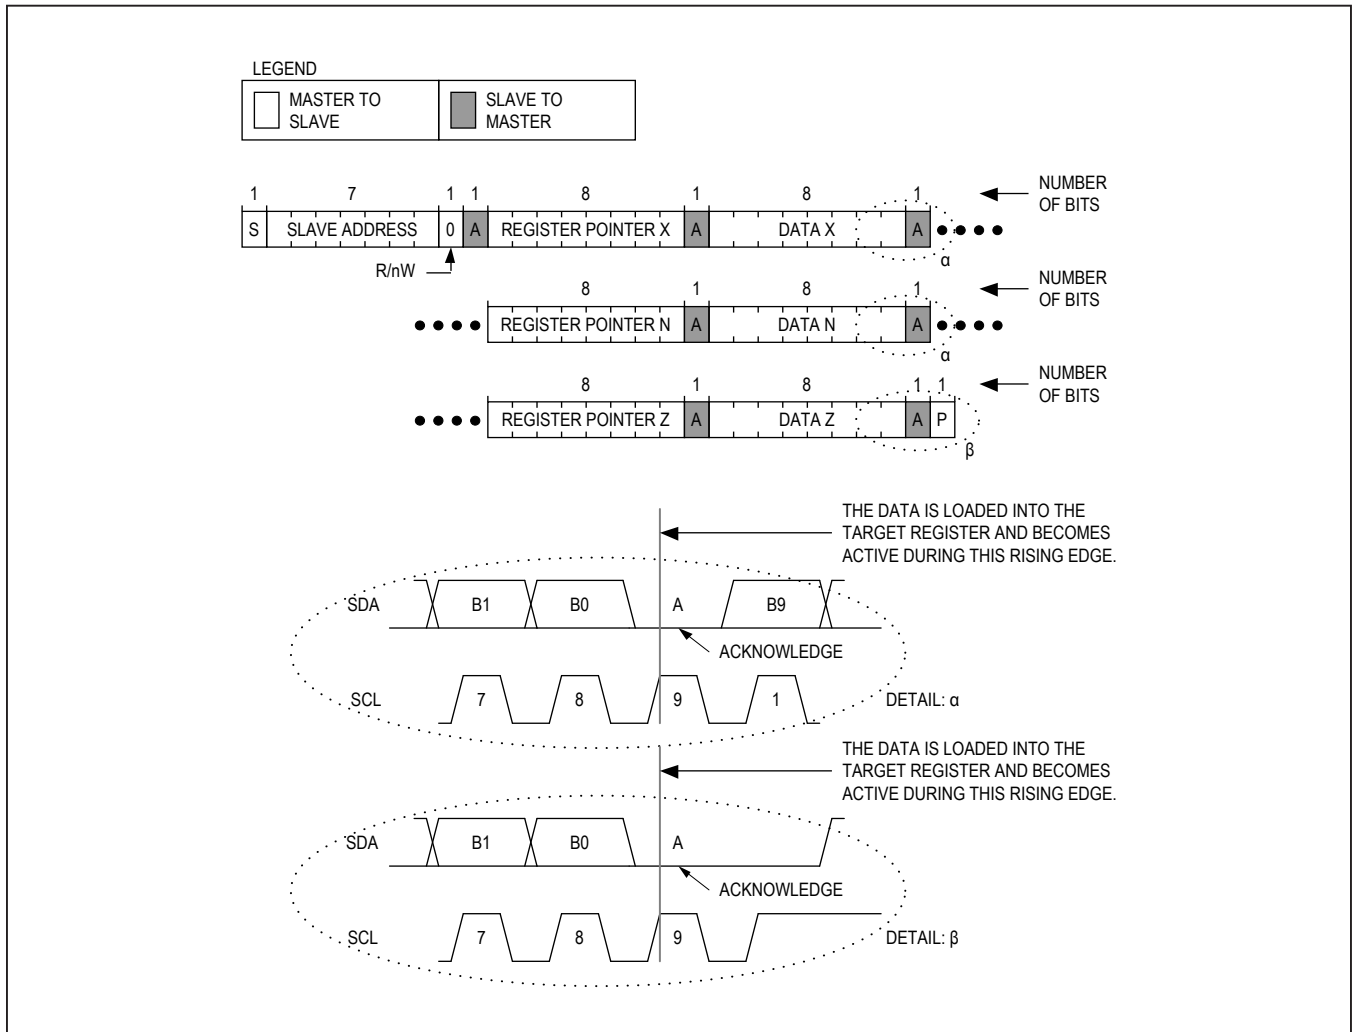 LEGEND
MASTER TO
SLAVE
SLAVE TO
MASTER
1 7 1 1 8 1 8 1
NUMBER
OF BITS
S SLAVE ADDRESS 0 A REGISTER POINTER X A DATA X A
α
R/nW
8 1 8 1
NUMBER
OF BITS
REGISTER POINTER N A DATA N A
α
8 1 8 1 1
NUMBER
OF BITS
REGISTER POINTER Z A DATA Z A P
β
THE DATA IS LOADED INTO THE
TARGET REGISTER AND BECOMES
ACTIVE DURING THIS RISING EDGE.
SDA B1 B0 A B9
ACKNOWLEDGE
SCL 7 8 9 1 DETAIL: α
THE DATA IS LOADED INTO THE
TARGET REGISTER AND BECOMES
ACTIVE DURING THIS RISING EDGE.
SDA B1 B0 A
ACKNOWLEDGE
SCL 7 8 9 DETAIL: β